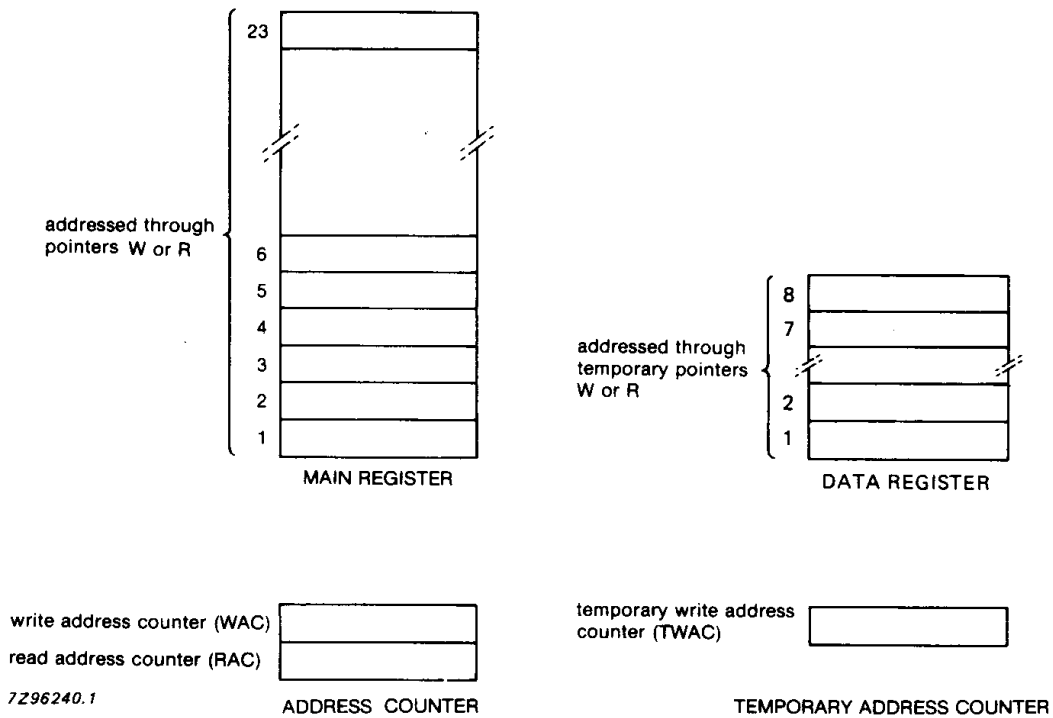 23
addressed through
pointers W or R
6
5
4
3
2
1
MAIN REGISTER
addressed through
temporary pointers
W or R
8
7
2
1
DATA REGISTER
write address counter (WAC)
read address counter (RAC)
7Z96240.1
ADDRESS COUNTER
temporary write address
counter (TWAC)
TEMPORARY ADDRESS COUNTER